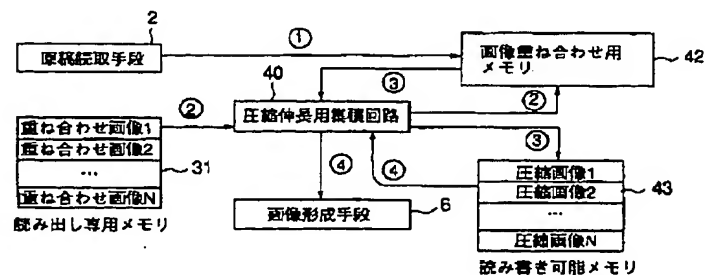 2
原稿読取手段
①
画像重ね合わせ用
メモリ
42
③
40
圧縮伸長用集積回路
②
②
③
重ね合わせ画像1
重ね合わせ画像2
…
重ね合わせ画像N
31
読み出し専用メモリ
④
④
画像形成手段
6
圧縮画像1
圧縮画像2
…
圧縮画像N
43
読み書き可能メモリ